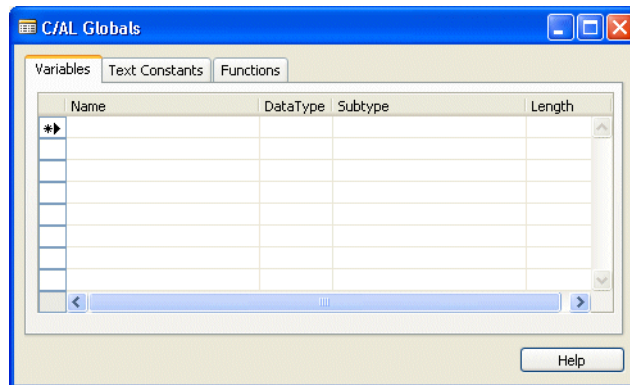 C/AL Globals
Variables Text Constants Functions
Name DataType Subtype Length
Help